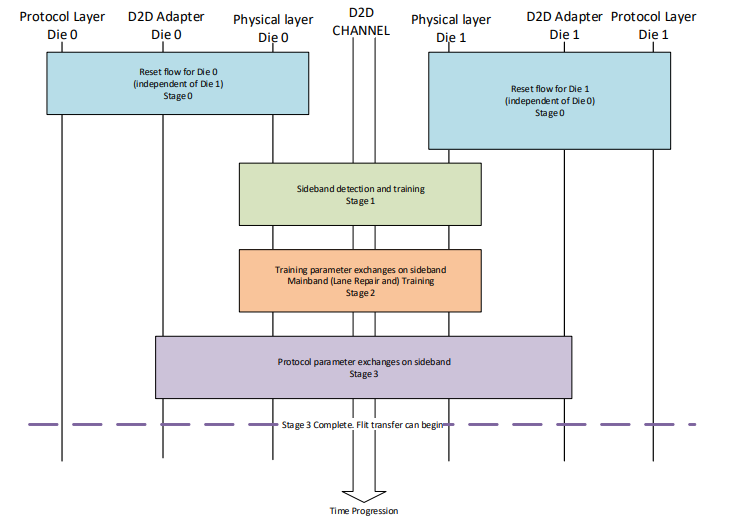 Protocol Layer
Die 0
D2D Adapter
Die 0
Physical layer
Die 0
D2D
CHANNEL
Physical layer
Die 1
D2D Adapter
Die 1
Protocol Layer
Die 1
Reset flow for Die 0
(independent of Die 1)
Stage 0
Reset flow for Die 1
(independent of Die 0)
Stage 0
Sideband detection and training
Stage 1
Training parameter exchanges on sideband
Mainband (Lane Repair and) Training
Stage 2
Protocol parameter exchanges on sideband
Stage 3
Stage 3 Complete. Flit transfer can begin
Time Progression